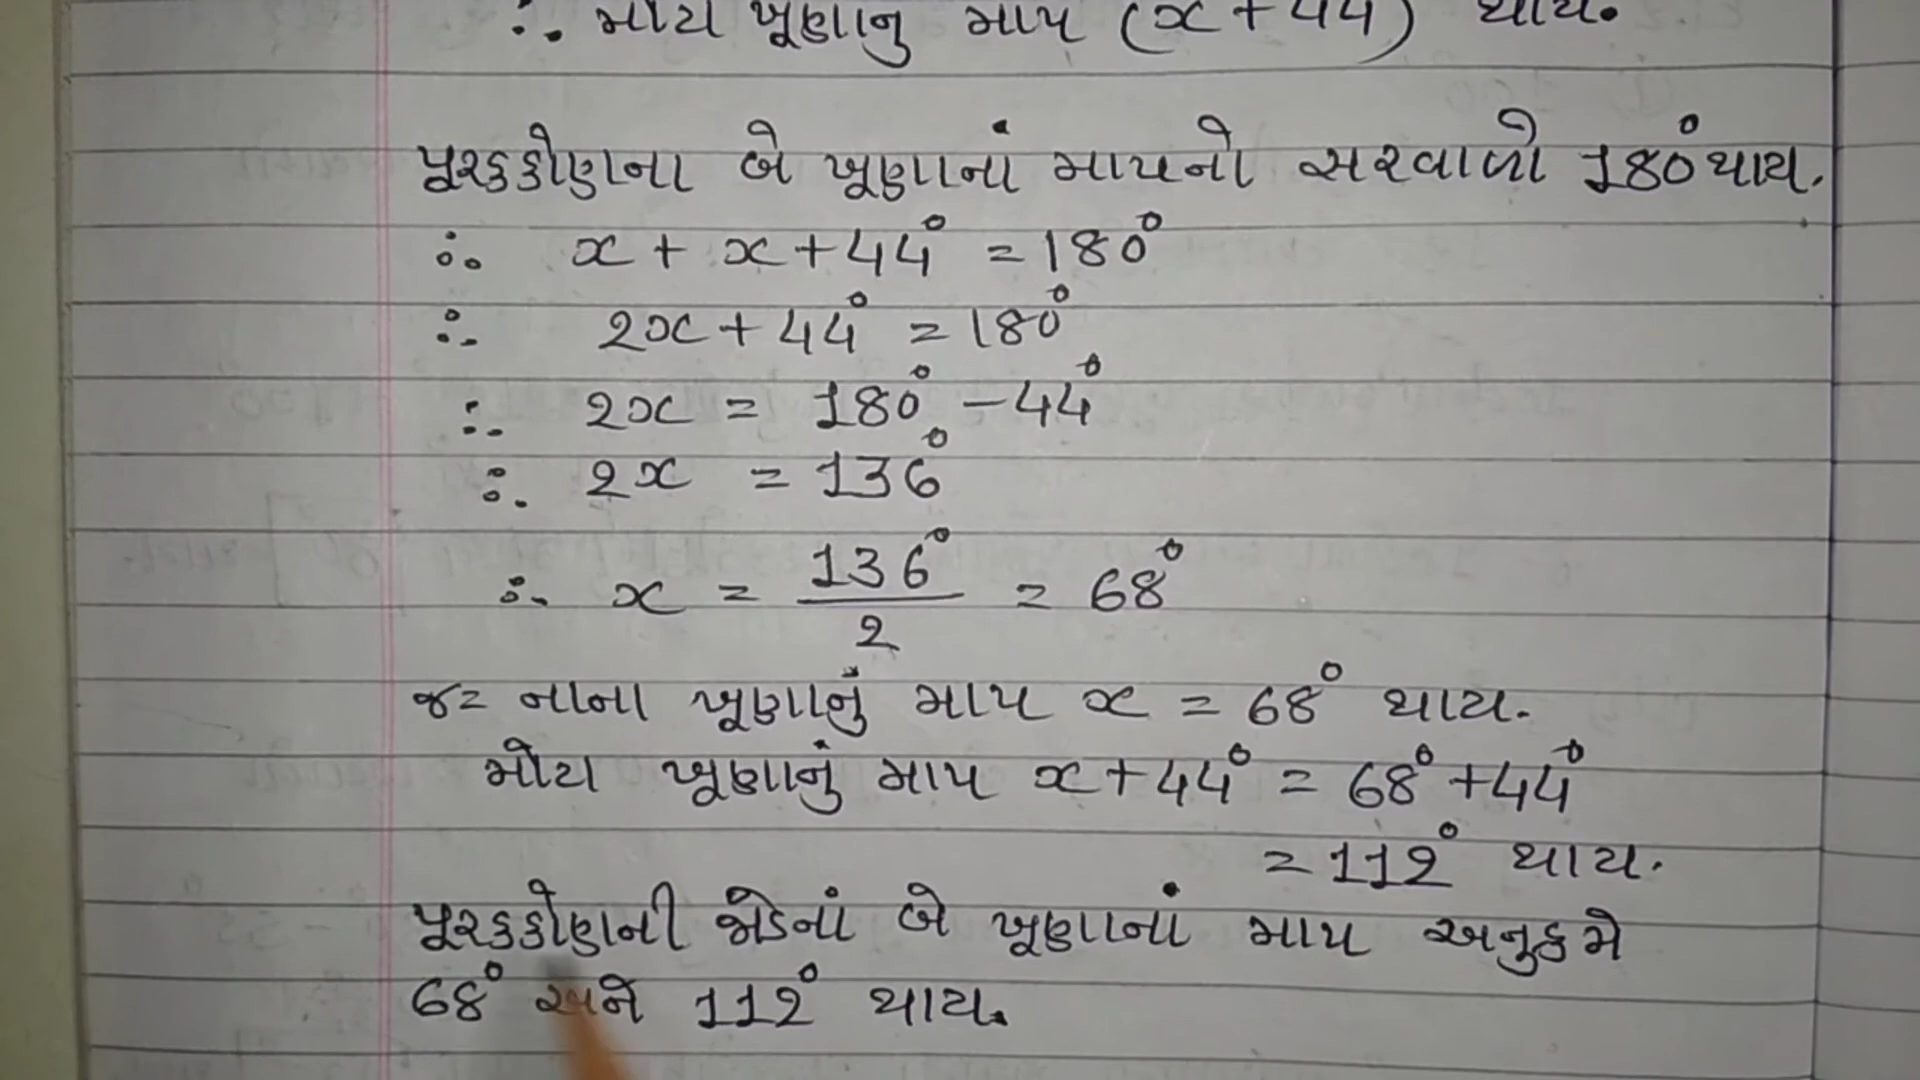 ∴ મોટા ખૂણાનુ માપ (x + 44) થાય.
પૂરકકોણના બે ખૂણાનાં માપનો સરવાળો 180° થાય.
∴ x + x + 44° = 180°
∴ 2x + 44° = 180°
∴ 2x = 180° - 44°
∴ 2x = 136°
∴ x = 136°/2 = 68°
જ= નાના ખૂણાનું માપ x = 68° થાય.
મોટા ખૂણાનું માપ x + 44° = 68° + 44°
= 112° થાય.
પૂરકકોણની જોડેનાં બે ખૂણાનાં માપ અનુક્રમે
68° અને 112° થાય.